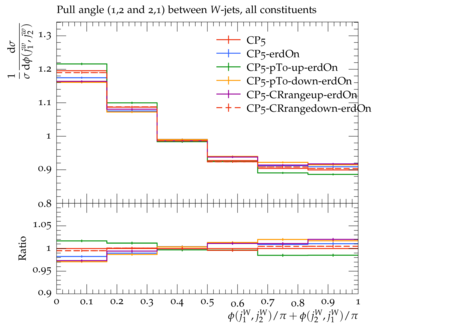 Pull angle (1,2 and 2,1) between W-jets, all constituents
1/σ dσ/dϕ(j₁ᵂ, j₂ᵂ)
1.3
1.2
1.1
1.0
0.9
0.8
CP5
CP5-erdOn
CP5-pTo-up-erdOn
CP5-pTo-down-erdOn
CP5-CRrangeup-erdOn
CP5-CRrangedown-erdOn
Ratio
1.05
1
0.95
0.9
0 0.1 0.2 0.3 0.4 0.5 0.6 0.7 0.8 0.9 1
ϕ(j₁ᵂ, j₂ᵂ)/π + ϕ(j₂ᵂ, j₁ᵂ)/π